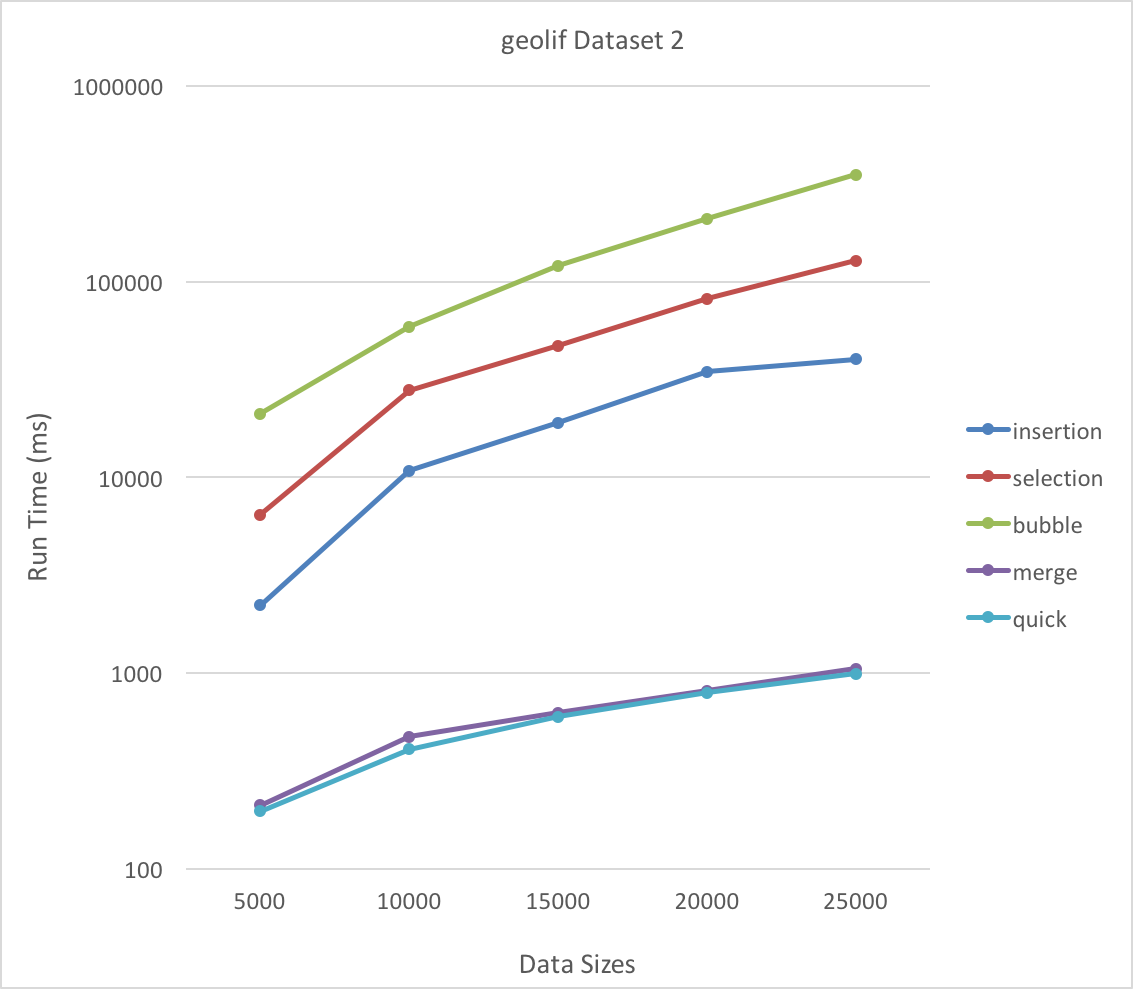 geolif Dataset 2
1000000
100000
10000
1000
100
Run Time (ms)
5000 10000 15000 20000 25000
Data Sizes
insertion
selection
bubble
merge
quick